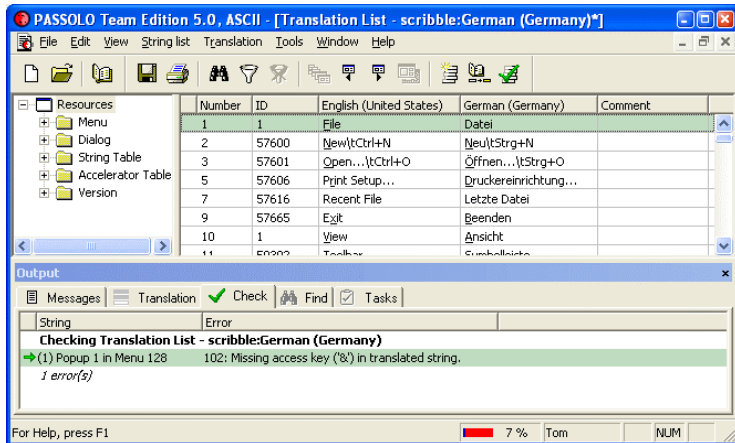 PASSOLO Team Edition 5.0, ASCII - [Translation List - scribble:German (Germany)*]
File Edit View String list Translation Tools Window Help
Resources
Menu
Dialog
String Table
Accelerator Table
Version
Number ID English (United States) German (Germany) Comment
1 1 File Datei
2 57600 New\tCtrl+N Neu\tStrg+N
3 57601 Open...\tCtrl+O Öffnen...\tStrg+O
5 57606 Print Setup... Druckereinrichtung...
7 57616 Recent File Letzte Datei
9 57665 Exit Beenden
10 1 View Ansicht
Output
Messages Translation Check Find Tasks
String Error
Checking Translation List - scribble:German (Germany)
(1) Popup 1 in Menu 128 102: Missing access key ('&') in translated string.
1 error(s)
For Help, press F1 7 % Tom NUM